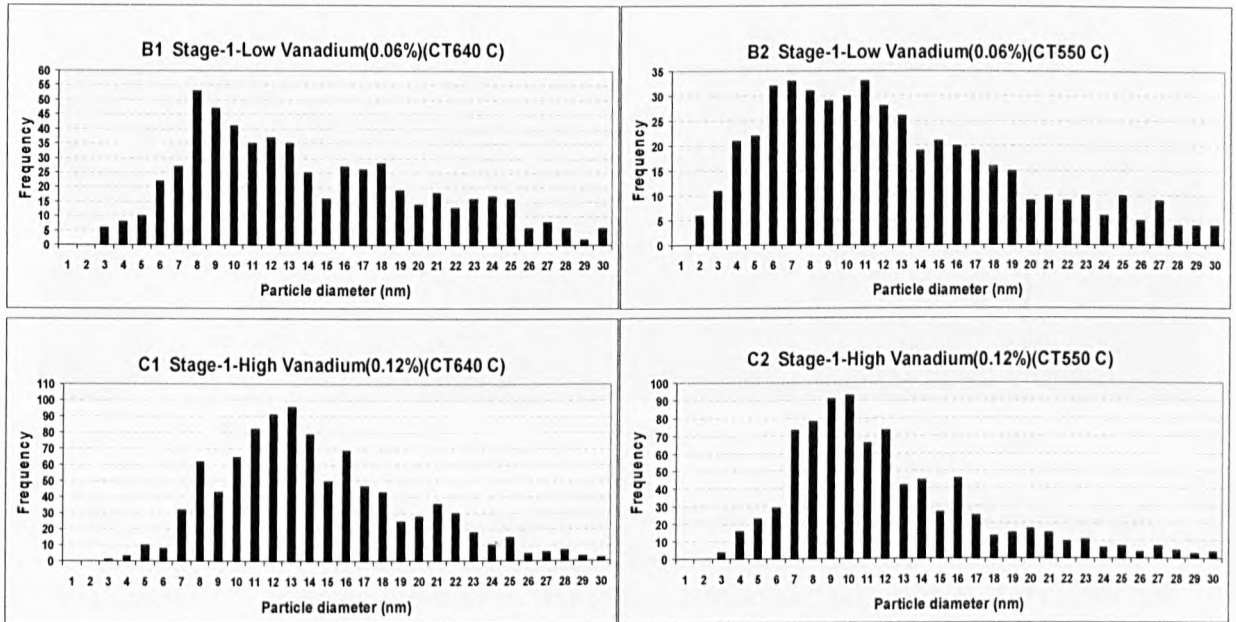 B1 Stage-1-Low Vanadium(0.06%)(CT640 C)
60
55
50
45
40
35
30
25
20
15
10
5
0
Frequency
1 2 3 4 5 6 7 8 9 10 11 12 13 14 15 16 17 18 19 20 21 22 23 24 25 26 27 28 29 30
Particle diameter (nm)
B2 Stage-1-Low Vanadium(0.06%)(CT550 C)
35
30
25
20
15
10
5
0
Frequency
1 2 3 4 5 6 7 8 9 10 11 12 13 14 15 16 17 18 19 20 21 22 23 24 25 26 27 28 29 30
Particle diameter (nm)
C1 Stage-1-High Vanadium(0.12%)(CT640 C)
110
100
90
80
70
60
50
40
30
20
10
0
Frequency
1 2 3 4 5 6 7 8 9 10 11 12 13 14 15 16 17 18 19 20 21 22 23 24 25 26 27 28 29 30
Particle diameter (nm)
C2 Stage-1-High Vanadium(0.12%)(CT550 C)
100
90
80
70
60
50
40
30
20
10
0
Frequency
1 2 3 4 5 6 7 8 9 10 11 12 13 14 15 16 17 18 19 20 21 22 23 24 25 26 27 28 29 30
Particle diameter (nm)